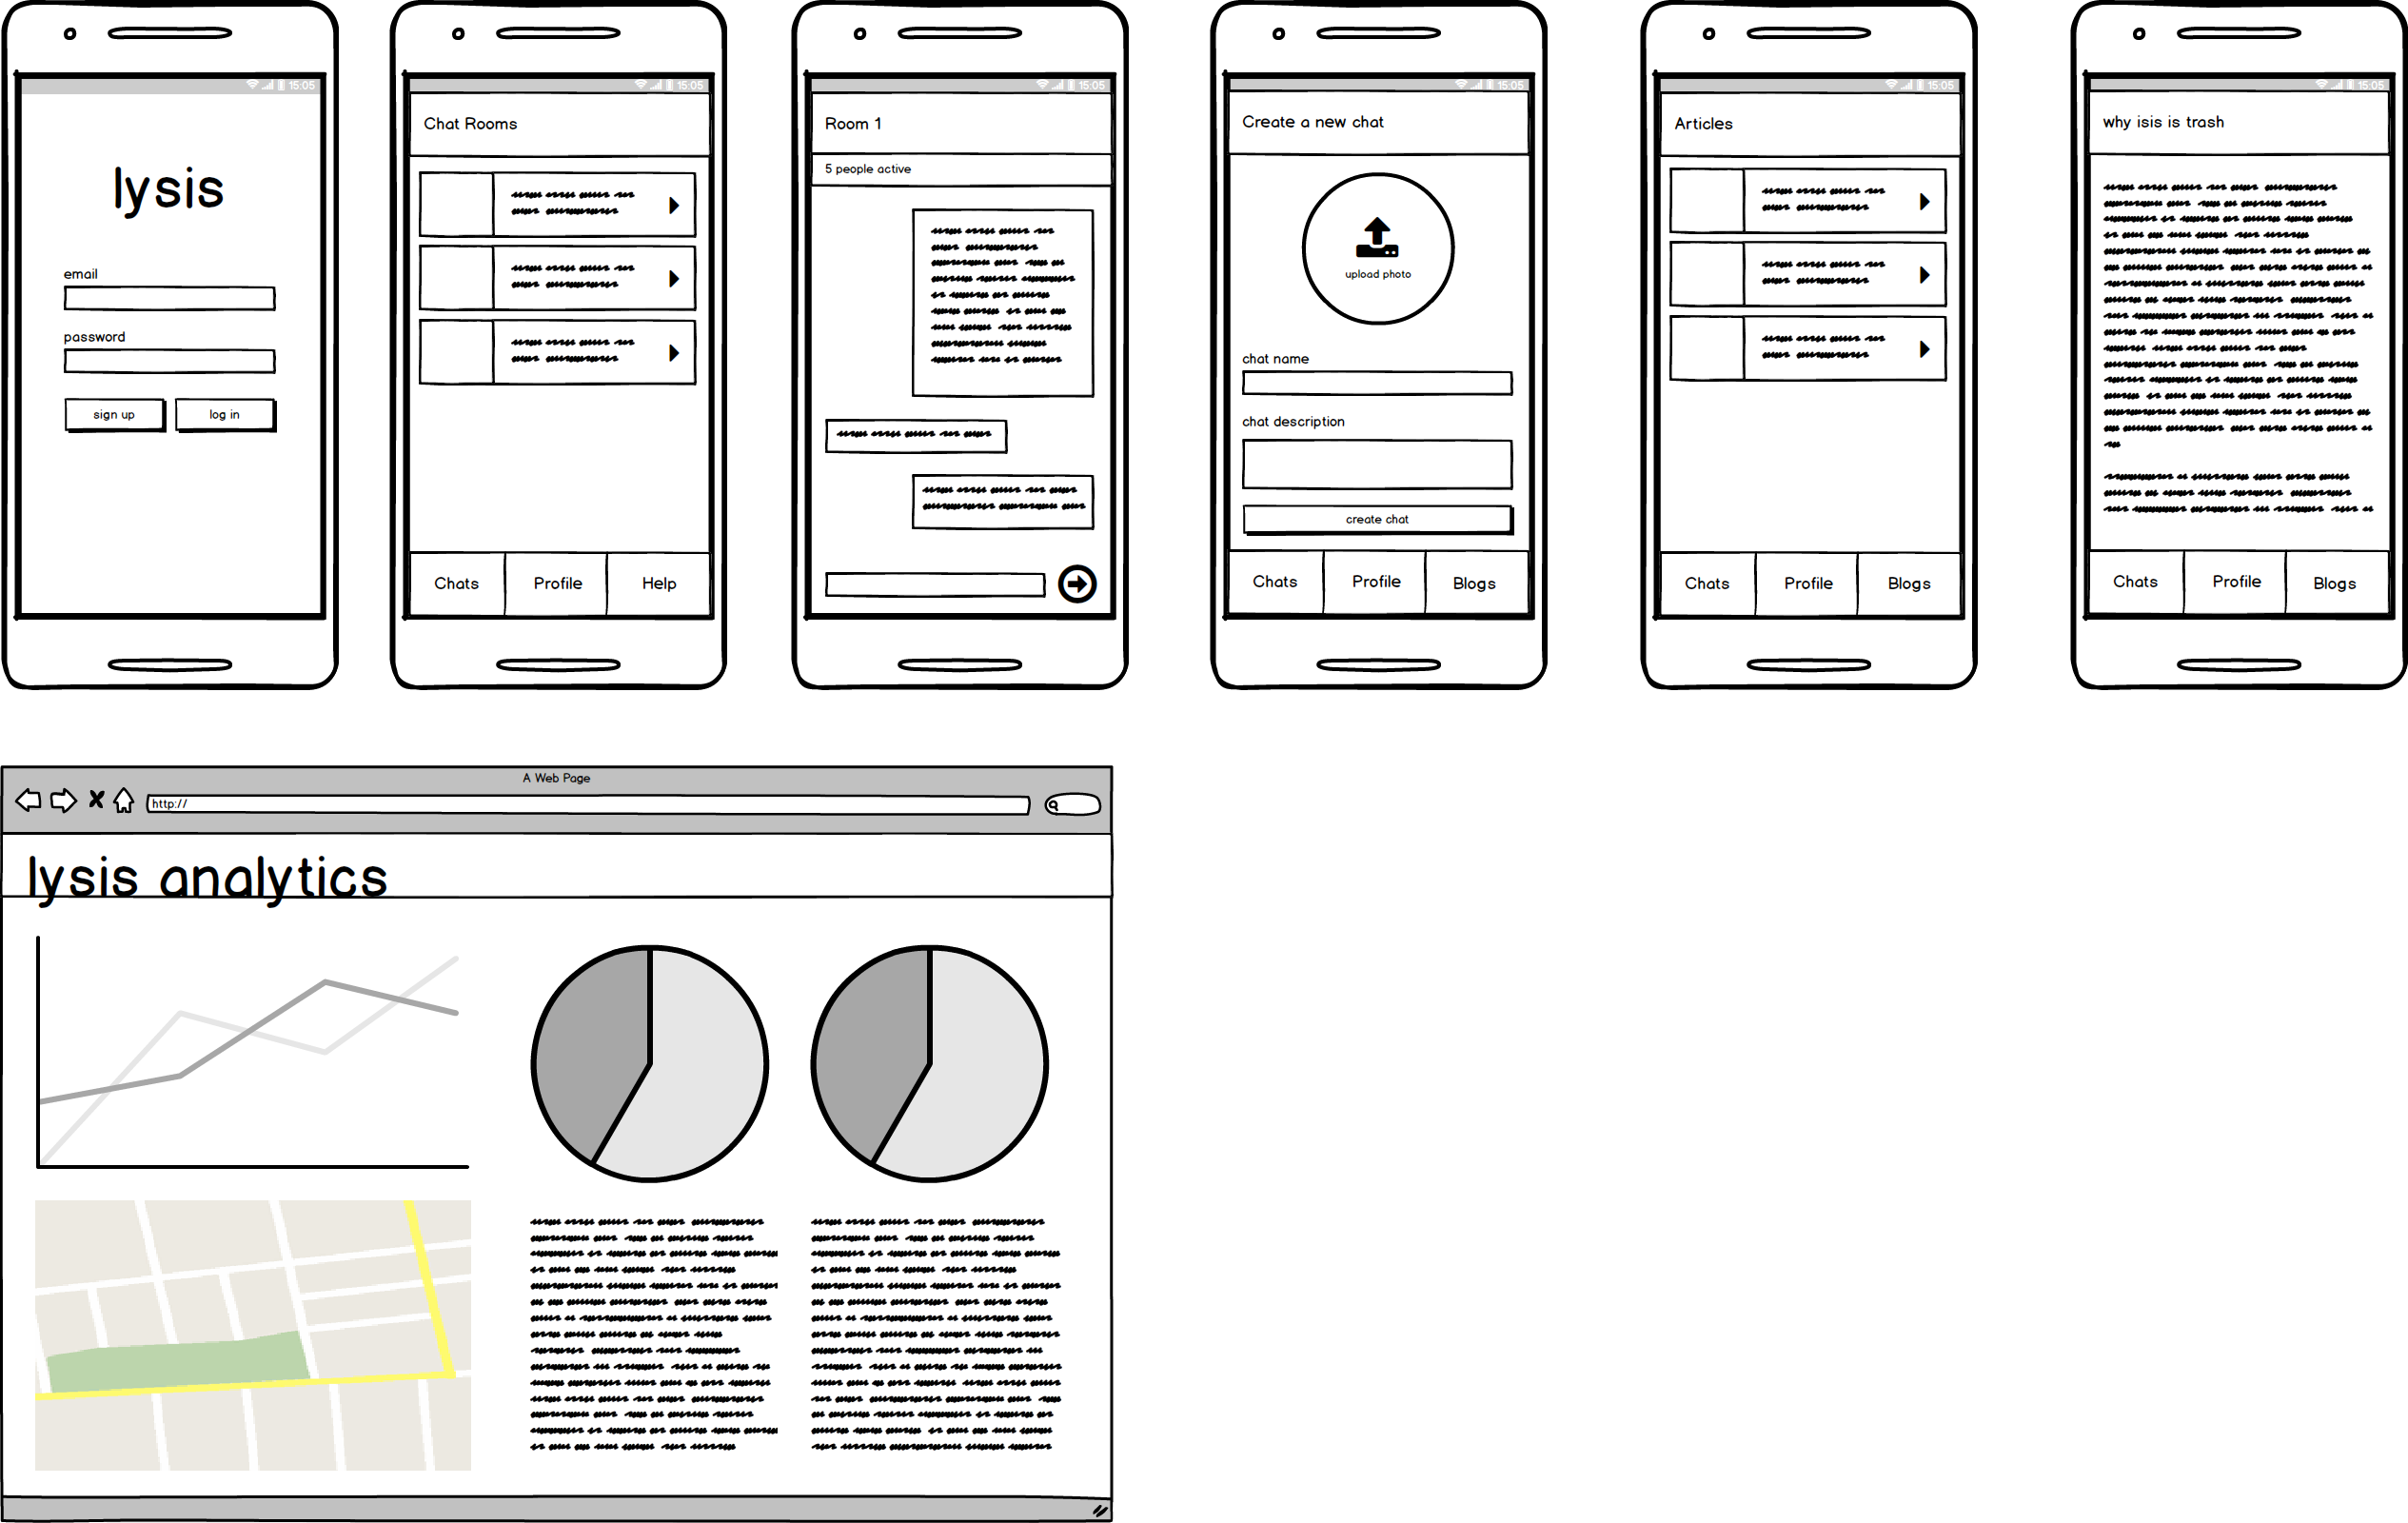 15:05
lysis
email
password
sign up
log in
15:05
Chat Rooms
Chats
Profile
Help
15:05
Room 1
5 people active
15:05
Create a new chat
upload photo
chat name
chat description
create chat
Chats
Profile
Blogs
15:05
Articles
Chats
Profile
Blogs
15:05
why isis is trash
Chats
Profile
Blogs
A Web Page
http://
lysis analytics